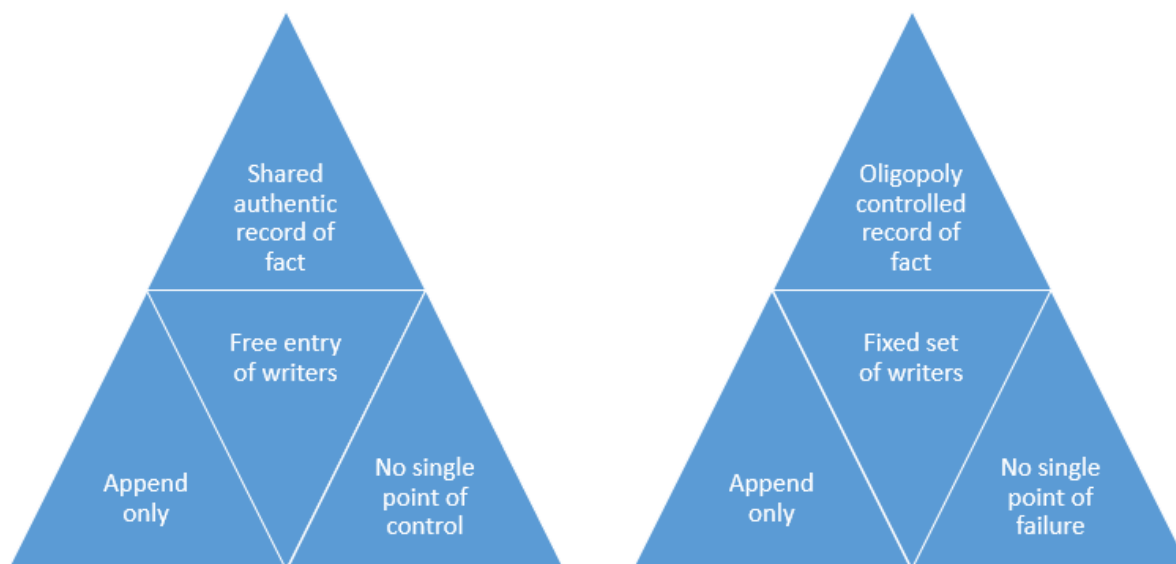 Shared
authentic
record of
fact
Free entry
of writers
Append
only
No single
point of
control
Oligopoly
controlled
record of
fact
Fixed set
of writers
Append
only
No single
point of
failure